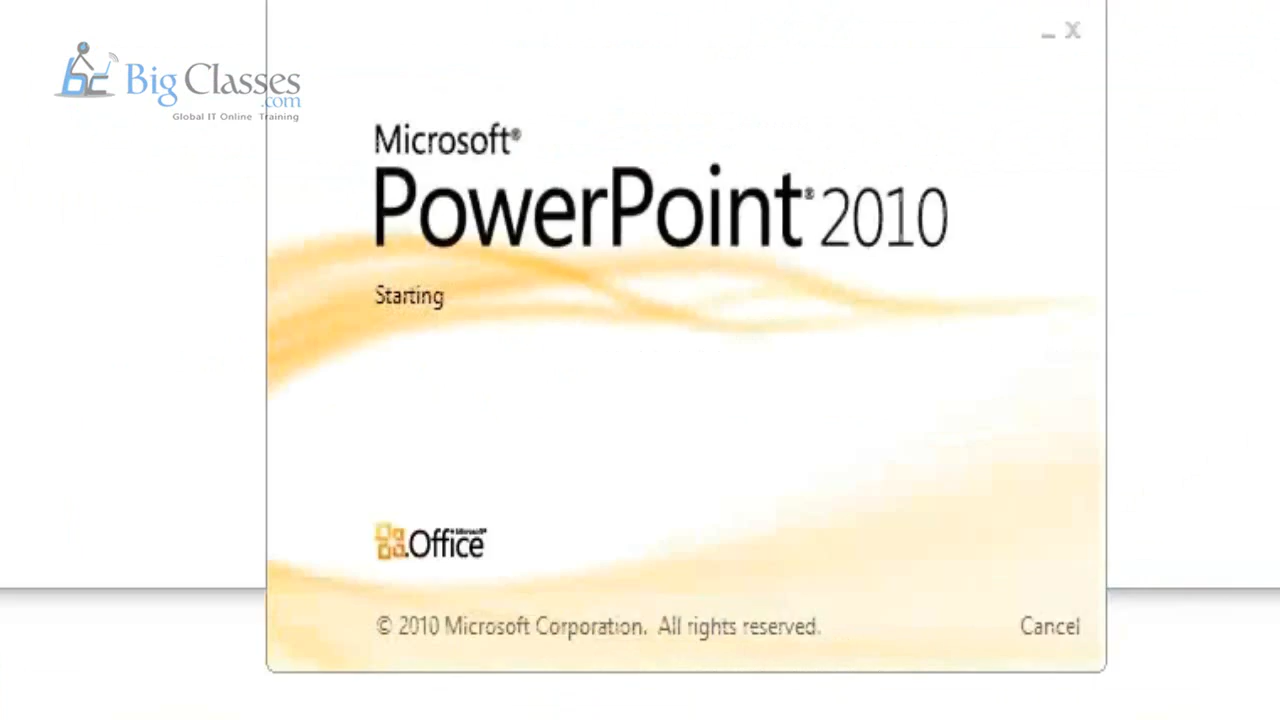 Big Classes
.com
Global IT Online Training
Microsoft®
PowerPoint® 2010
Starting
Microsoft®
Office
© 2010 Microsoft Corporation. All rights reserved.
Cancel